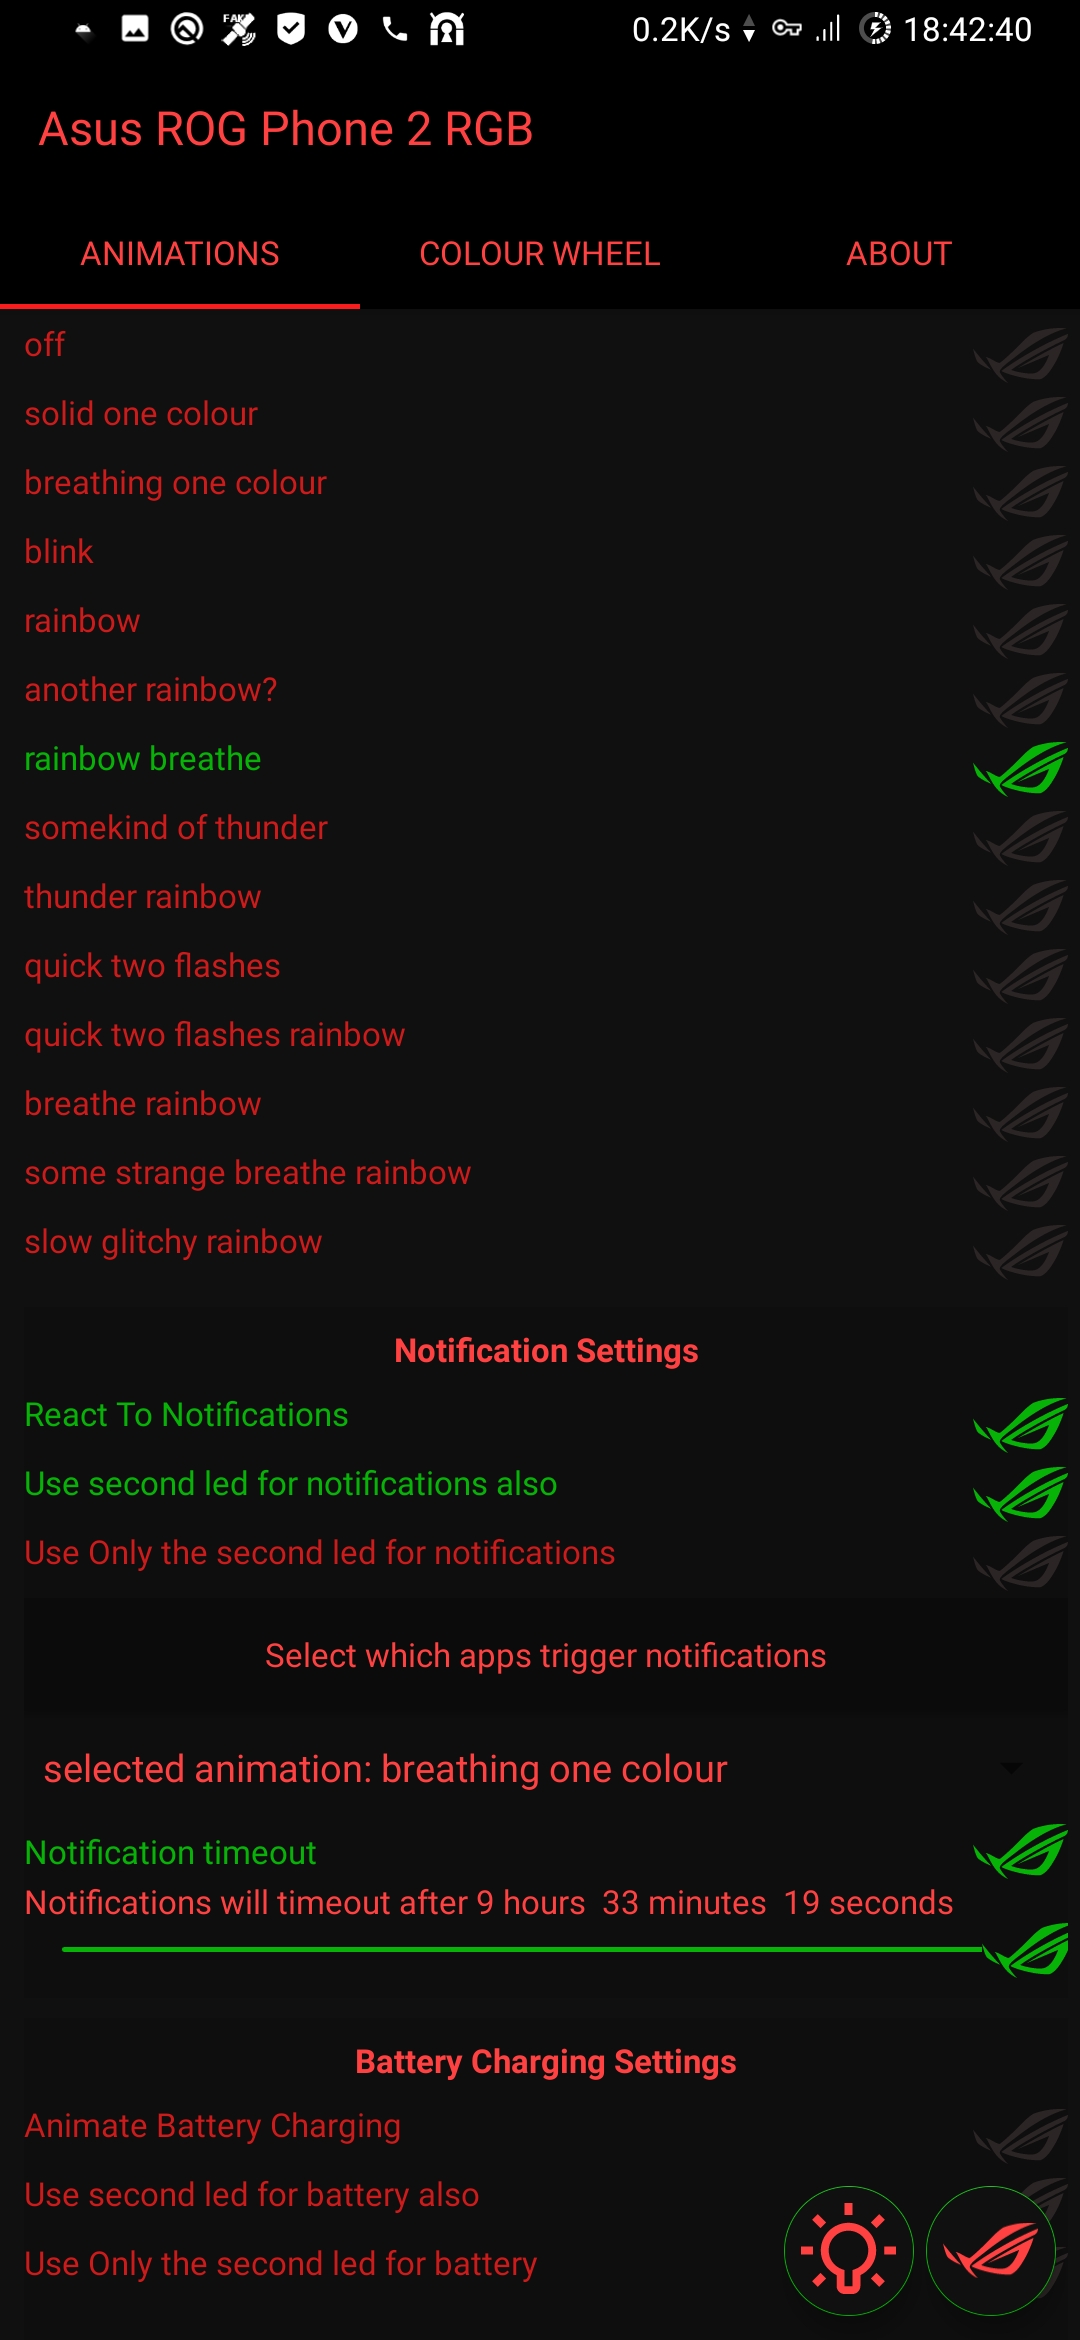 FAKE
0.2K/s
18:42:40
Asus ROG Phone 2 RGB
ANIMATIONS
COLOUR WHEEL
ABOUT
off
solid one colour
breathing one colour
blink
rainbow
another rainbow?
rainbow breathe
somekind of thunder
thunder rainbow
quick two flashes
quick two flashes rainbow
breathe rainbow
some strange breathe rainbow
slow glitchy rainbow
Notification Settings
React To Notifications
Use second led for notifications also
Use Only the second led for notifications
Select which apps trigger notifications
selected animation: breathing one colour
Notification timeout
Notifications will timeout after 9 hours 33 minutes 19 seconds
Battery Charging Settings
Animate Battery Charging
Use second led for battery also
Use Only the second led for battery